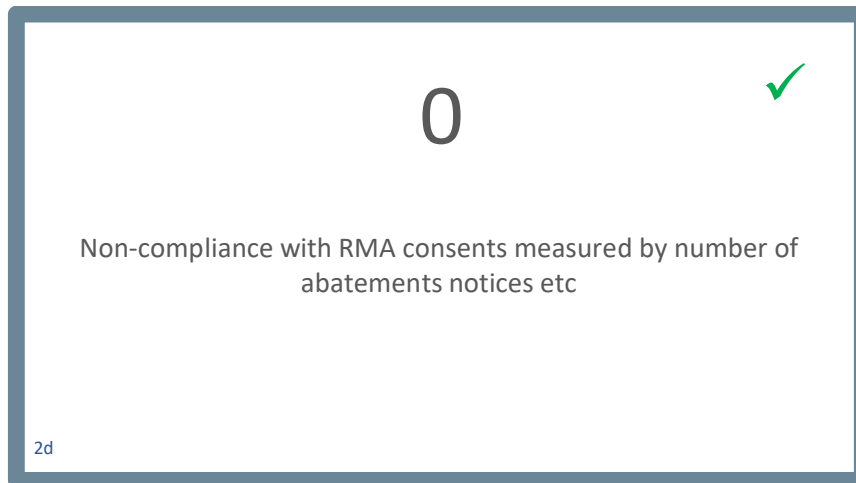 0
Non-compliance with RMA consents measured by number of
abatements notices etc
2d